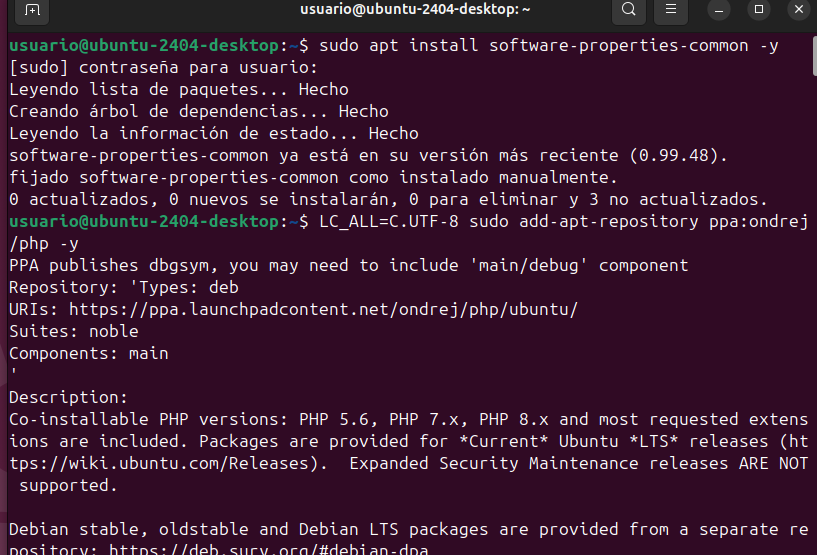 usuario@ubuntu-2404-desktop: ~
usuario@ubuntu-2404-desktop:~$ sudo apt install software-properties-common -y
[sudo] contraseña para usuario:
Leyendo lista de paquetes... Hecho
Creando árbol de dependencias... Hecho
Leyendo la información de estado... Hecho
software-properties-common ya está en su versión más reciente (0.99.48).
fijado software-properties-common como instalado manualmente.
0 actualizados, 0 nuevos se instalarán, 0 para eliminar y 3 no actualizados.
usuario@ubuntu-2404-desktop:~$ LC_ALL=C.UTF-8 sudo add-apt-repository ppa:ondrej
/php -y
PPA publishes dbgsym, you may need to include 'main/debug' component
Repository: 'Types: deb
URIs: https://ppa.launchpadcontent.net/ondrej/php/ubuntu/
Suites: noble
Components: main
'
Description:
Co-installable PHP versions: PHP 5.6, PHP 7.x, PHP 8.x and most requested extens
ions are included. Packages are provided for *Current* Ubuntu *LTS* releases (ht
tps://wiki.ubuntu.com/Releases).  Expanded Security Maintenance releases ARE NOT
 supported.
Debian stable, oldstable and Debian LTS packages are provided from a separate re
pository: https://deb.sury.org/#debian-dpa